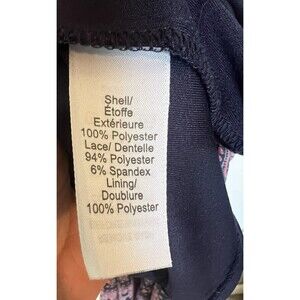 Shell/
Étoffe
Extérieure
100% Polyester
Lace/ Dentelle
94% Polyester
6% Spandex
Lining/
Doublure
100% Polyester